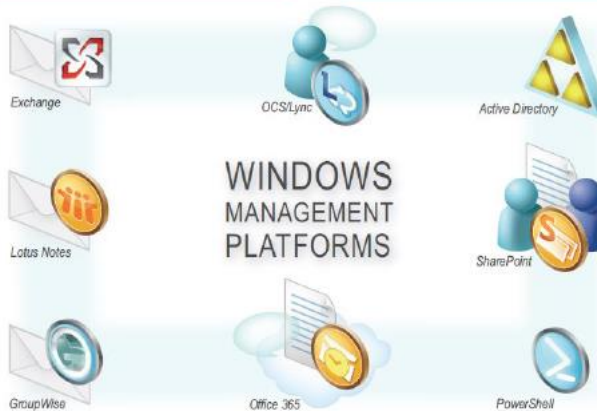 Exchange
OCS/Lync
Active Directory
WINDOWS
MANAGEMENT
PLATFORMS
Lotus Notes
SharePoint
S
GroupWise
Office 365
PowerShell